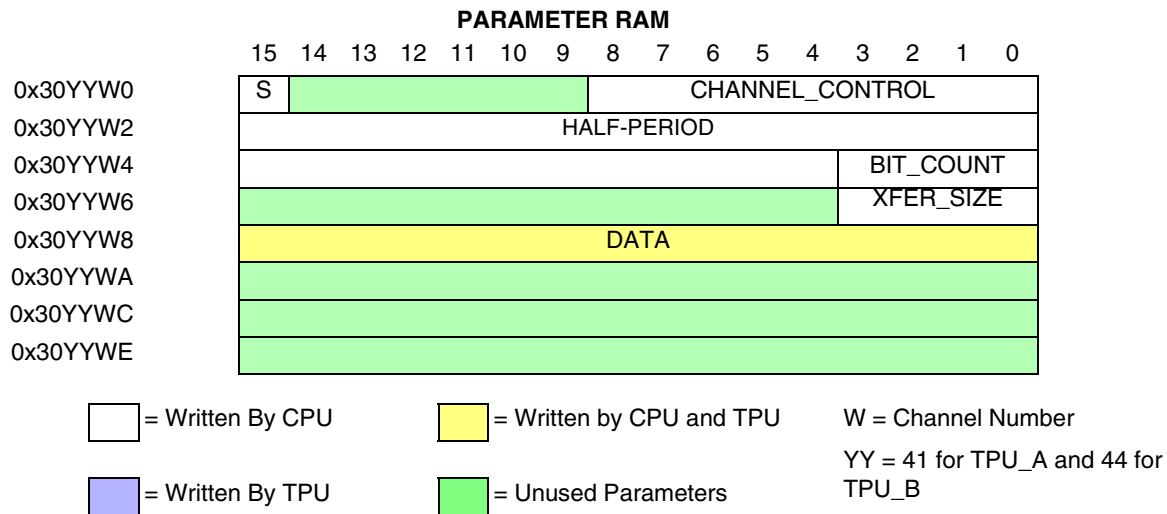 PARAMETER RAM
15 14 13 12 11 10 9 8 7 6 5 4 3 2 1 0
0x30YYW0 S CHANNEL_CONTROL
0x30YYW2 HALF-PERIOD
0x30YYW4 BIT_COUNT
0x30YYW6 XFER_SIZE
0x30YYW8 DATA
0x30YYWA
0x30YYWC
0x30YYWE
= Written By CPU = Written by CPU and TPU W = Channel Number
YY = 41 for TPU_A and 44 for
= Written By TPU = Unused Parameters TPU_B